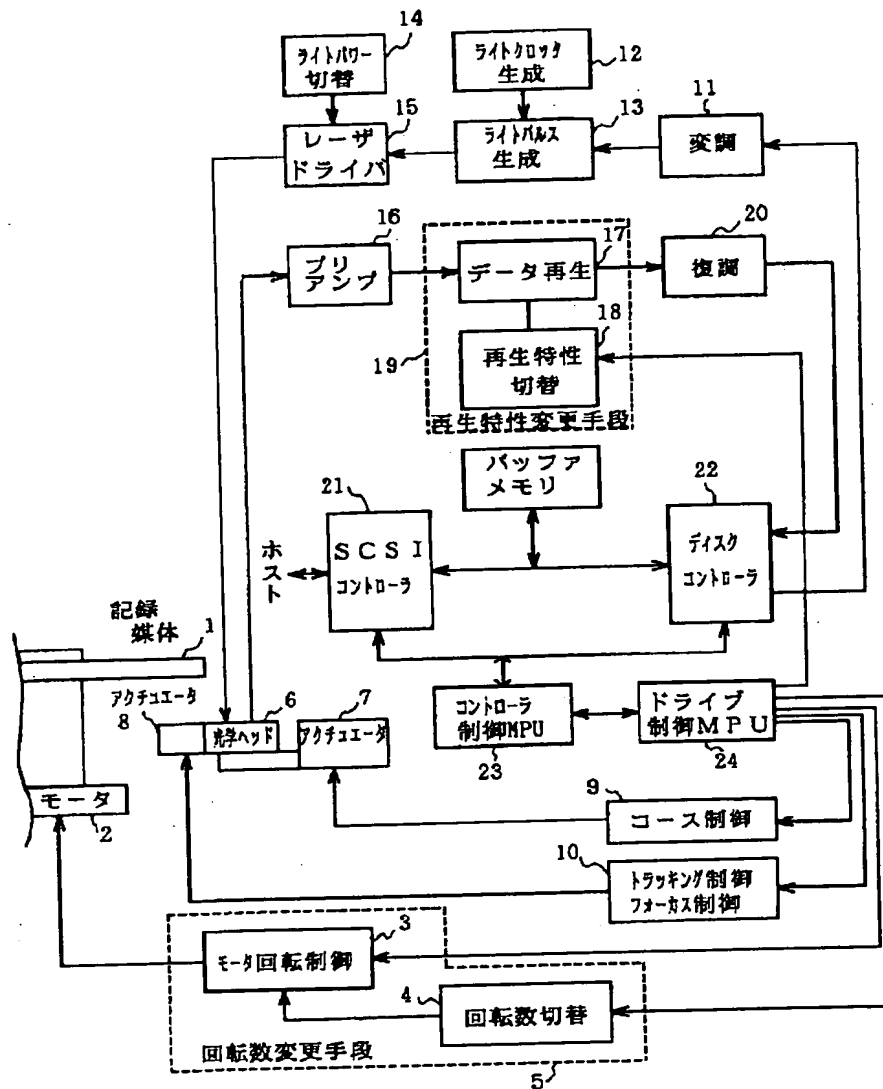 14
ライトパワー
切替
ライトクロック
生成
12
15
レーザ
ドライバ
ライトパルス
生成
13
11
変調
16
プリ
アンプ
17
データ再生
20
復調
18
再生特性
切替
19
再生特性変更手段
バッファ
メモリ
21
SCSI
コントローラ
ホスト
22
ディスク
コントローラ
記録
媒体
1
アクチュエータ
8
6
光学ヘッド
7
アクチュエータ
コントローラ
制御MPU
23
ドライブ
制御MPU
24
モータ
2
9
コース制御
10
トラッキング制御
フォーカス制御
3
モータ回転制御
4
回転数切替
回転数変更手段
5